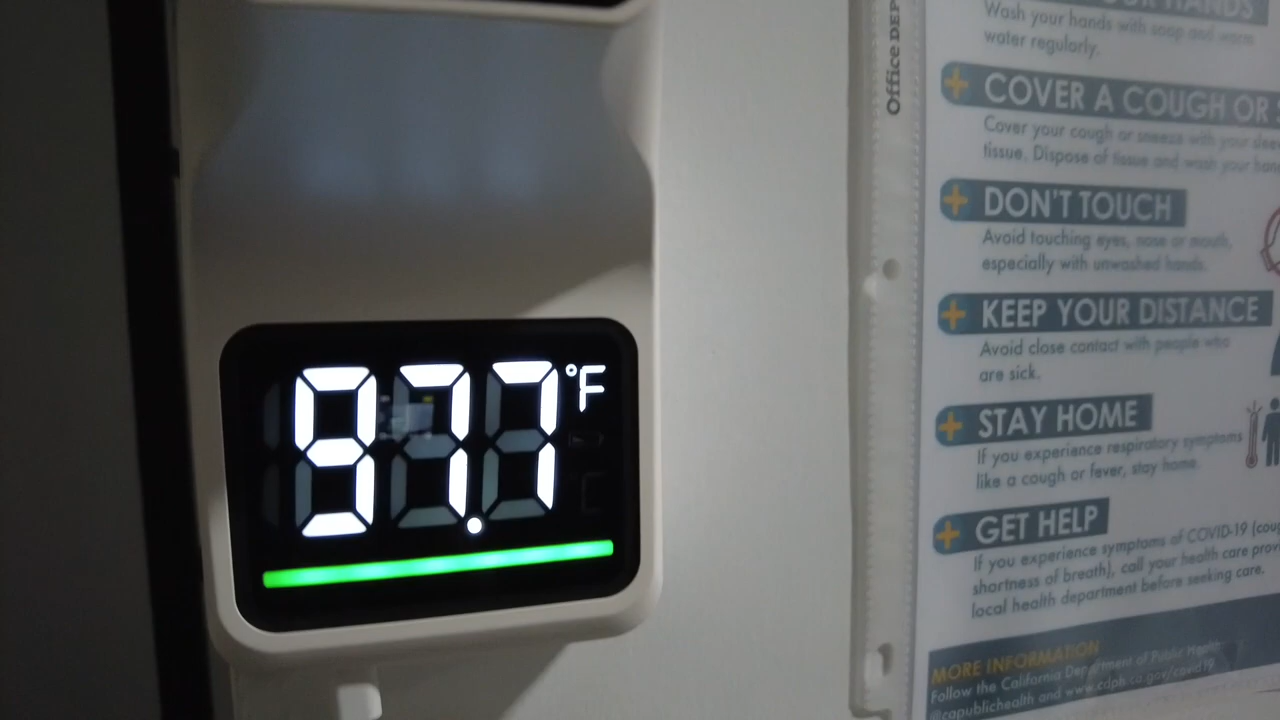 97.7 °F
Office DEP
HANDS
Wash your hands with soap and warm
water regularly.
COVER A COUGH OR
Cover your cough or sneeze with your
tissue. Dispose of tissue and wash your
DON'T TOUCH
Avoid touching eyes, nose or mouth,
especially with unwashed hands.
KEEP YOUR DISTANCE
Avoid close contact with people who
are sick.
STAY HOME
If you experience respiratory symptoms
like a cough or fever, stay home.
GET HELP
If you experience symptoms of COVID-19 (cou
shortness of breath), call your health care prov
local health department before seeking care.
MORE INFORMATION
Follow the California Department of Public Health
@capublichealth and www.cdph.ca.gov/covid19